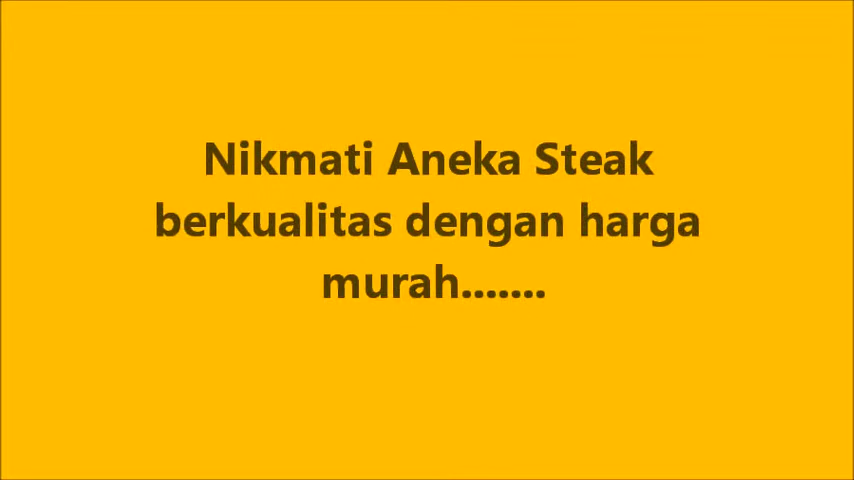 Nikmati Aneka Steak
berkualitas dengan harga
murah.......